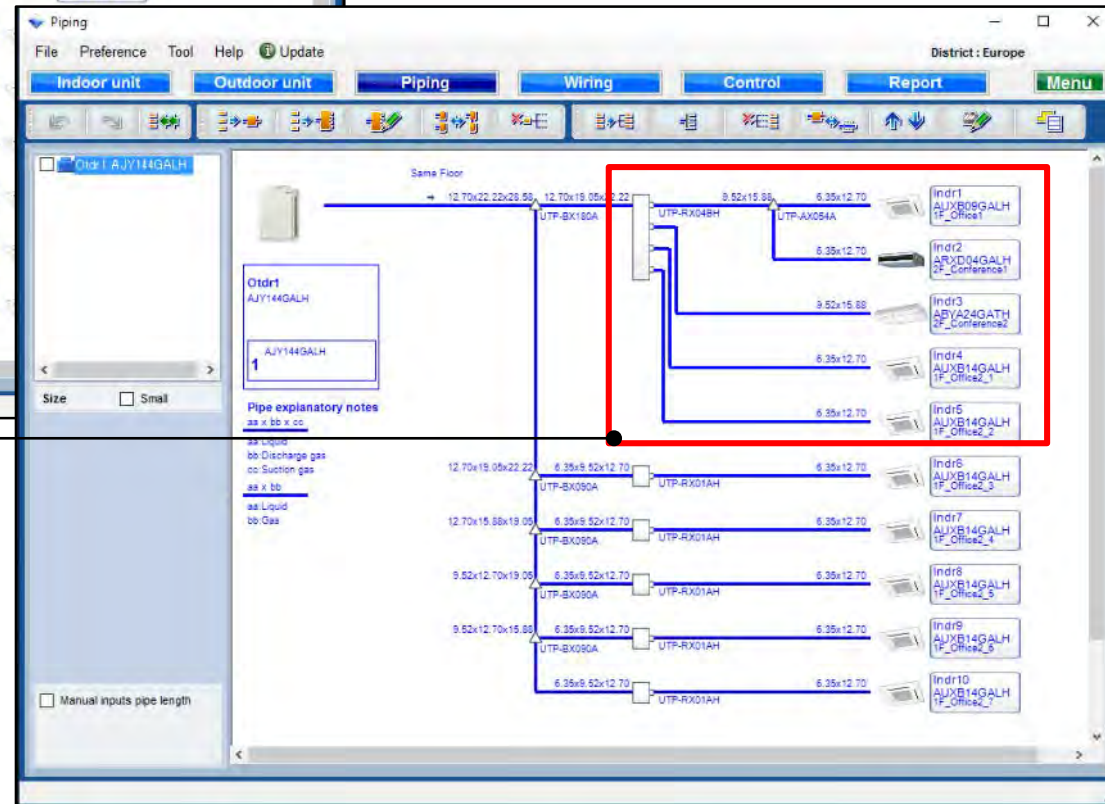 Piping
File Preference Tool Help Update District : Europe
Indoor unit Outdoor unit Piping Wiring Control Report Menu
Otdr1 AJY144GALH
Size Small
Manual inputs pipe length
Same Floor
12.70x22.22x28.58 12.70x19.05x22.22 9.52x15.88 6.35x12.70
UTP-BX180A UTP-RX04BH UTP-AX054A
Indr1
AUXB09GALH
1F_Office1
6.35x12.70
Indr2
ARXD04GALH
2F_Conference1
9.52x15.88
Indr3
ABYA24GATH
2F_Conference2
6.35x12.70
Indr4
AUXB14GALH
1F_Office2_1
6.35x12.70
Indr5
AUXB14GALH
1F_Office2_2
Otdr1
AJY144GALH
AJY144GALH
1
Pipe explanatory notes
aa x bb x cc
aa:Liquid
bb:Discharge gas
cc:Suction gas
aa x bb
aa:Liquid
bb:Gas
12.70x19.05x22.22 6.35x9.52x12.70 6.35x12.70
UTP-BX090A UTP-RX01AH
Indr6
AUXB14GALH
1F_Office2_3
12.70x15.88x19.05 6.35x9.52x12.70 6.35x12.70
UTP-BX090A UTP-RX01AH
Indr7
AUXB14GALH
1F_Office2_4
9.52x12.70x19.05 6.35x9.52x12.70 6.35x12.70
UTP-BX090A UTP-RX01AH
Indr8
AUXB14GALH
1F_Office2_5
9.52x12.70x15.88 6.35x9.52x12.70 6.35x12.70
UTP-BX090A UTP-RX01AH
Indr9
AUXB14GALH
1F_Office2_6
6.35x9.52x12.70 6.35x12.70
UTP-RX01AH
Indr10
AUXB14GALH
1F_Office2_7